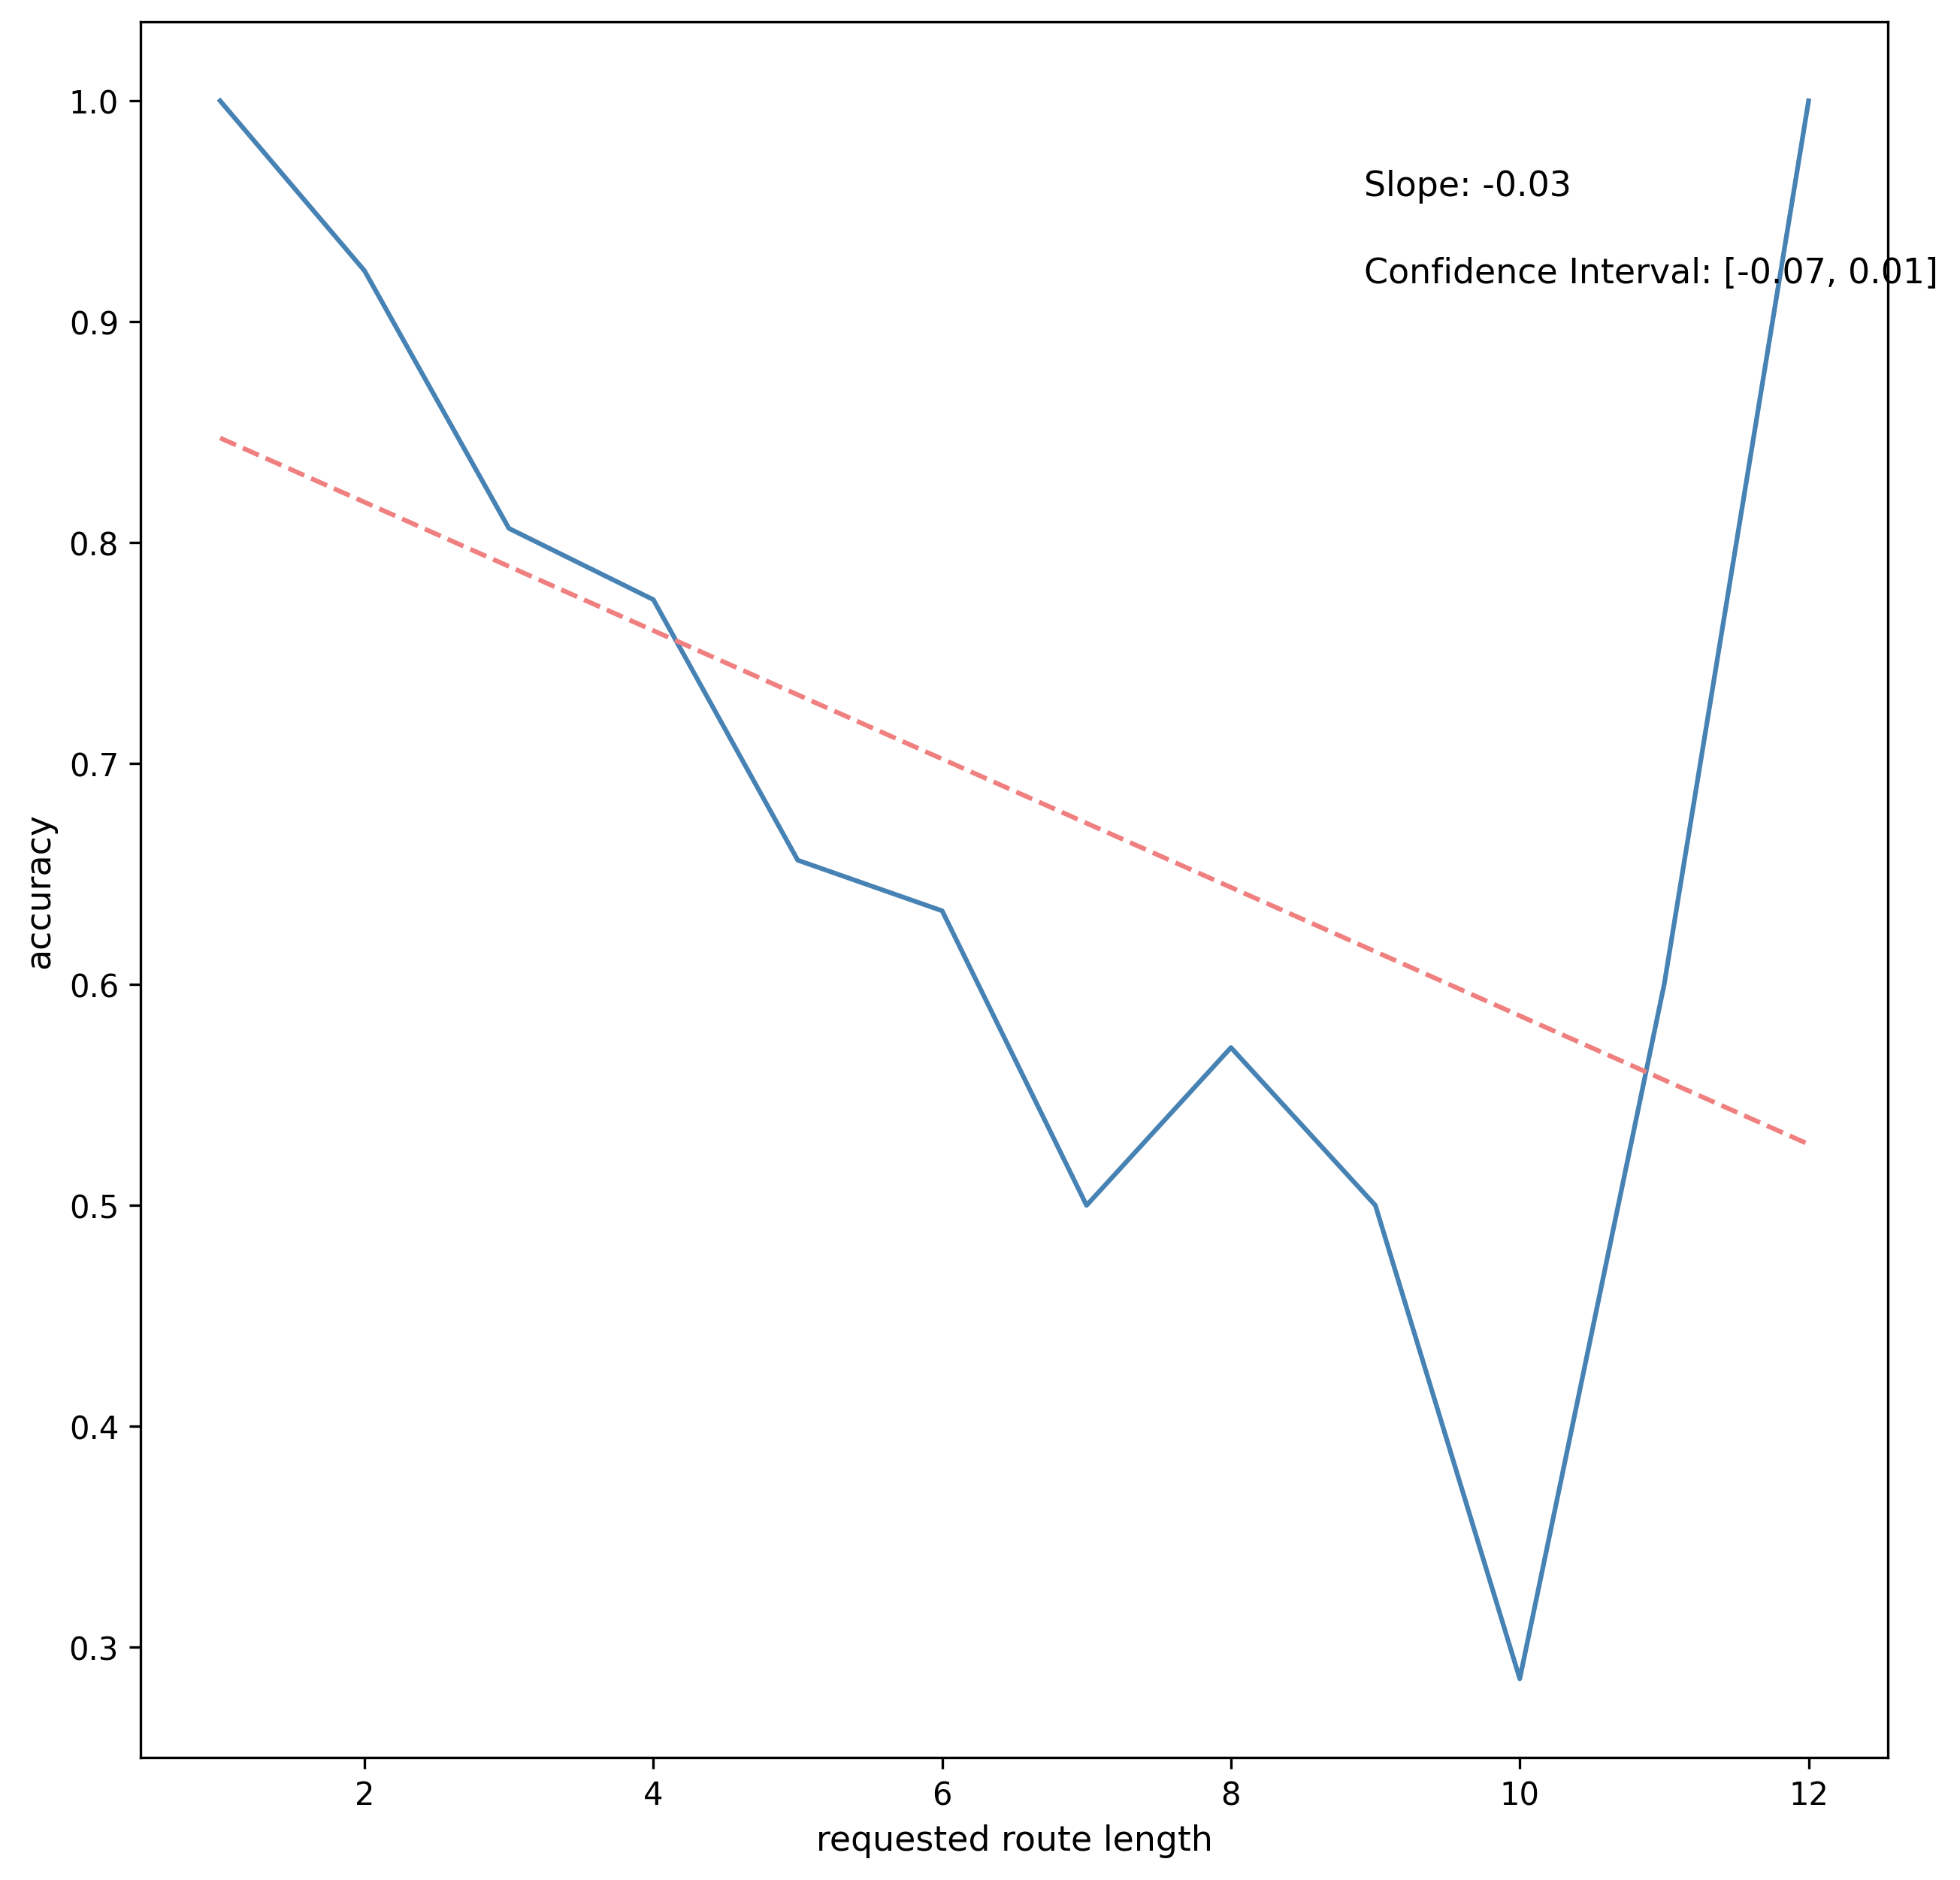 1.0
0.9
0.8
0.7
0.6
0.5
0.4
0.3
accuracy
Slope: -0.03
Confidence Interval: [-0.07, 0.01]
2 4 6 8 10 12
requested route length